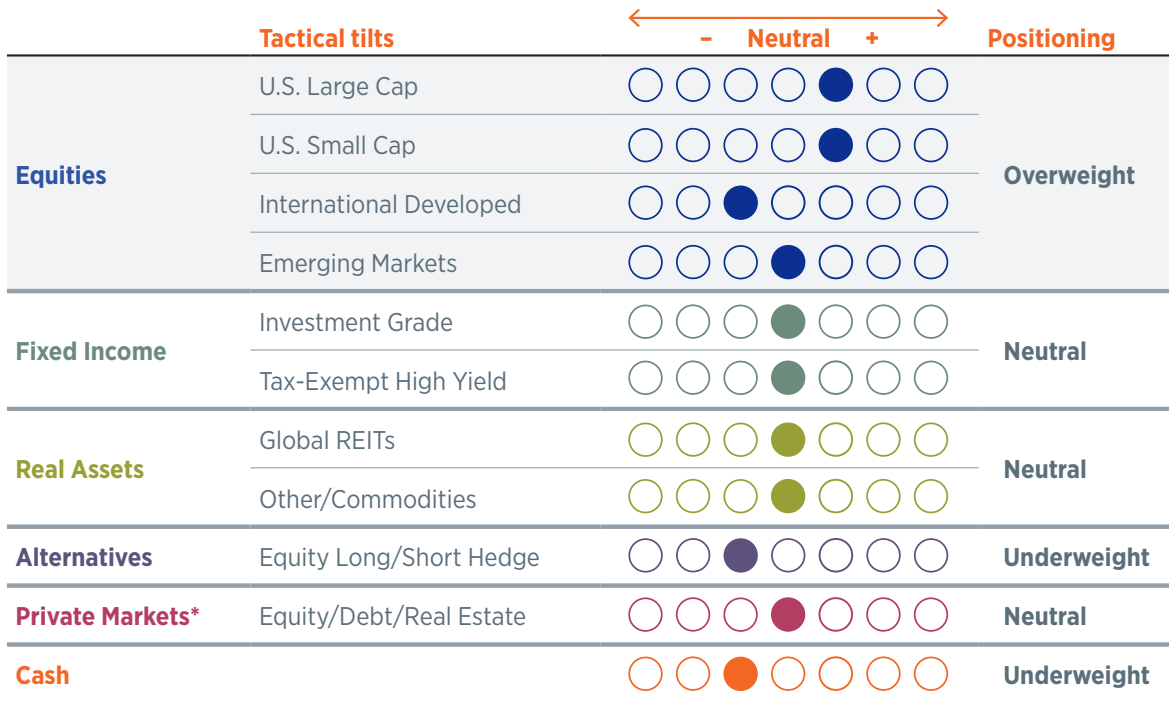 Tactical tilts – Neutral + Positioning
Equities
U.S. Large Cap
U.S. Small Cap
International Developed
Emerging Markets
Overweight
Fixed Income
Investment Grade
Tax-Exempt High Yield
Neutral
Real Assets
Global REITs
Other/Commodities
Neutral
Alternatives Equity Long/Short Hedge Underweight
Private Markets* Equity/Debt/Real Estate Neutral
Cash Underweight